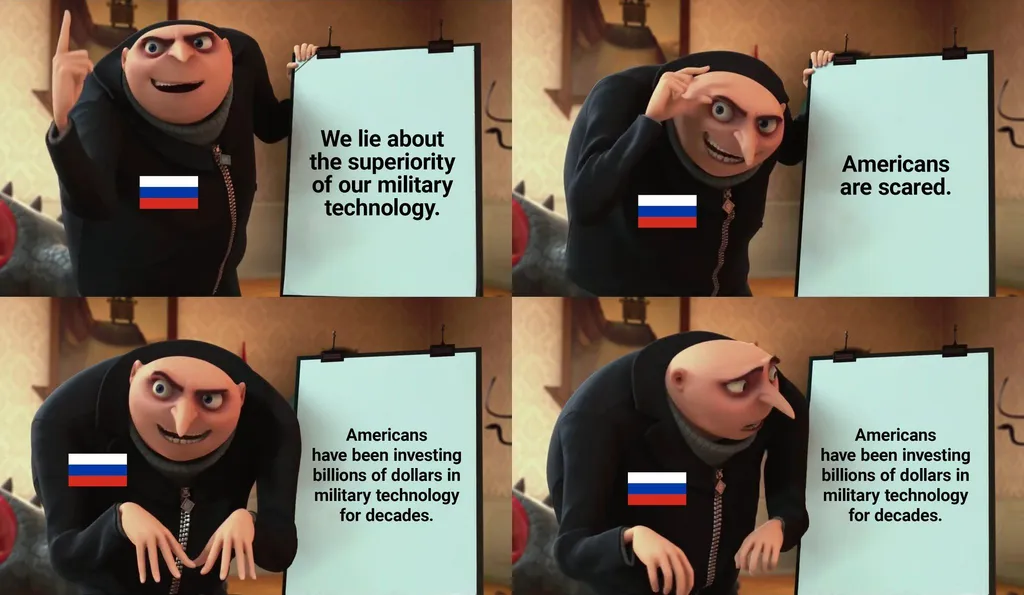 We lie about
the superiority
of our military
technology.
Americans
are scared.
Americans
have been investing
billions of dollars in
military technology
for decades.
Americans
have been investing
billions of dollars in
military technology
for decades.